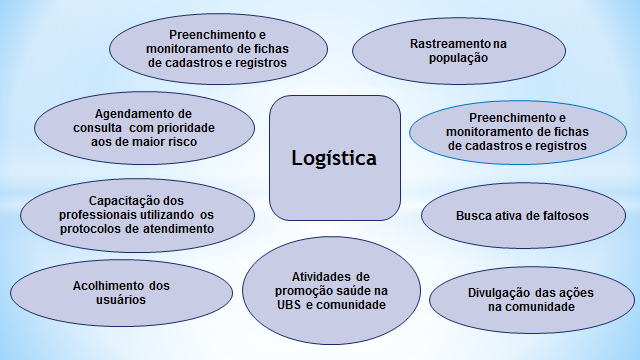 Preenchimento e
monitoramento de fichas
de cadastros e registros
Rastreamento na
população
Agendamento de
consulta com prioridade
aos de maior risco
Logística
Preenchimento e
monitoramento de fichas
de cadastros e registros
Capacitação dos
professionais utilizando os
protocolos de atendimento
Busca ativa de faltosos
Acolhimento dos
usuários
Atividades de
promoção saúde na
UBS e comunidade
Divulgação das ações
na comunidade